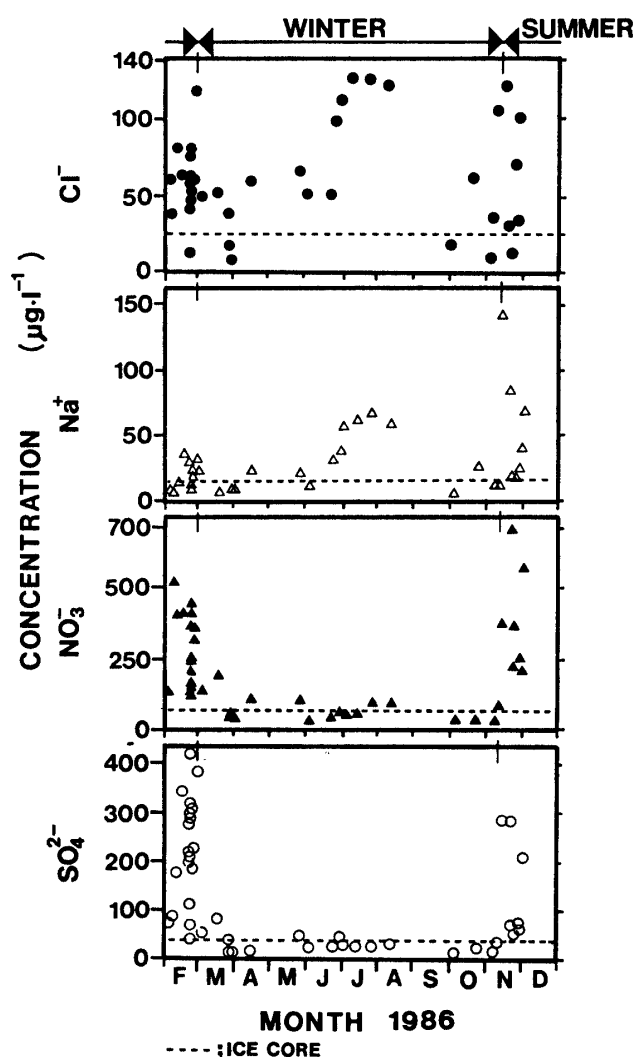 WINTER SUMMER
140
100
50
0
Cl⁻
150
100
50
0
Na⁺
700
500
250
0
NO₃⁻
400
300
200
100
0
SO₄²⁻
CONCENTRATION (µg·l⁻¹)
F M A M J J A S O N D
MONTH 1986
----: ICE CORE